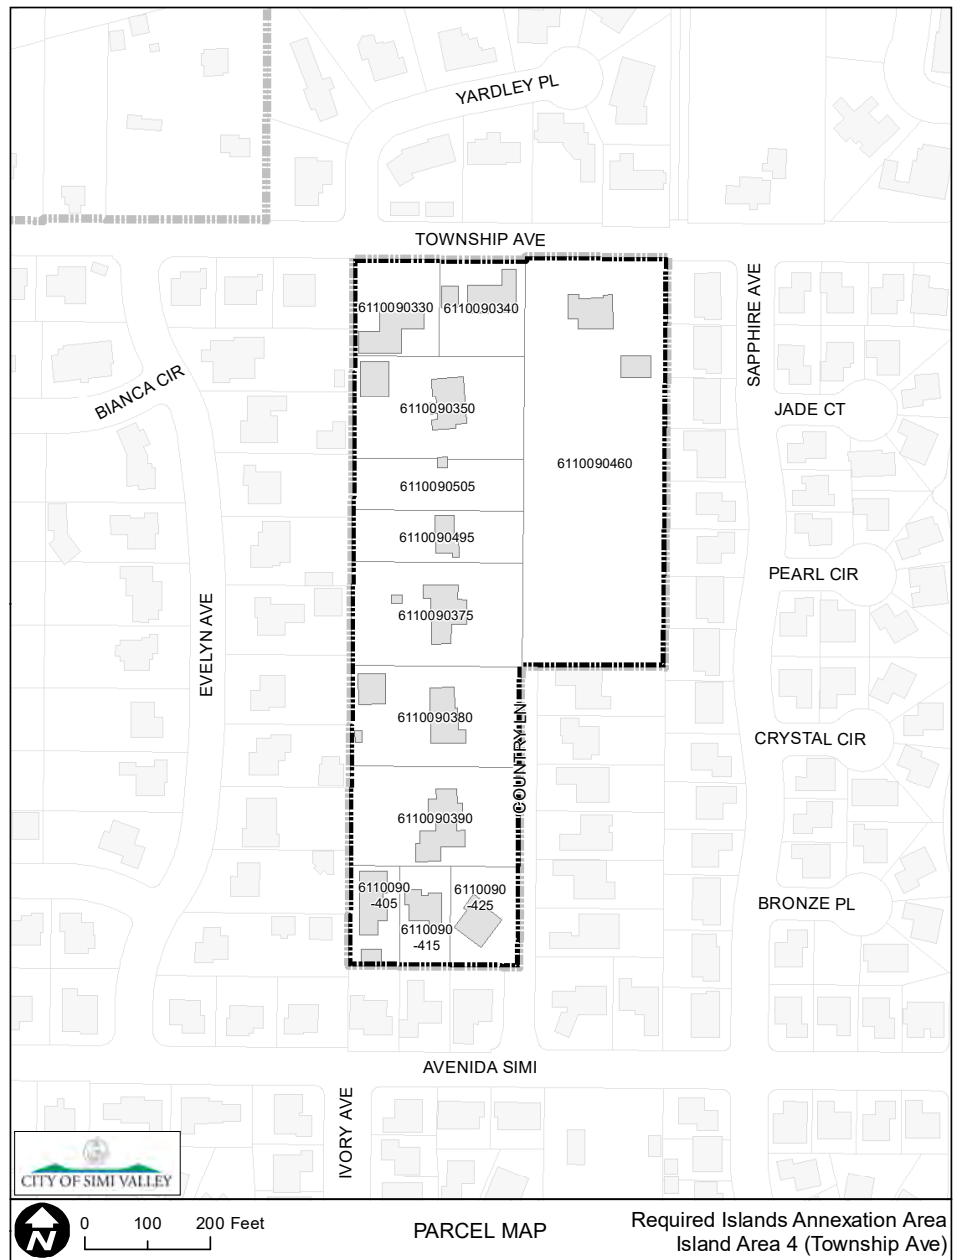 YARDLEY PL
TOWNSHIP AVE
6110090330
6110090340
SAPPHIRE AVE
BIANCA CIR
6110090350
JADE CT
6110090460
6110090505
6110090495
PEARL CIR
EVELYN AVE
6110090375
6110090380
COUNTRY LN
CRYSTAL CIR
6110090390
6110090
-405
6110090
-415
6110090
-425
BRONZE PL
AVENIDA SIMI
IVORY AVE
CITY OF SIMI VALLEY
N
0 100 200 Feet
PARCEL MAP
Required Islands Annexation Area
Island Area 4 (Township Ave)